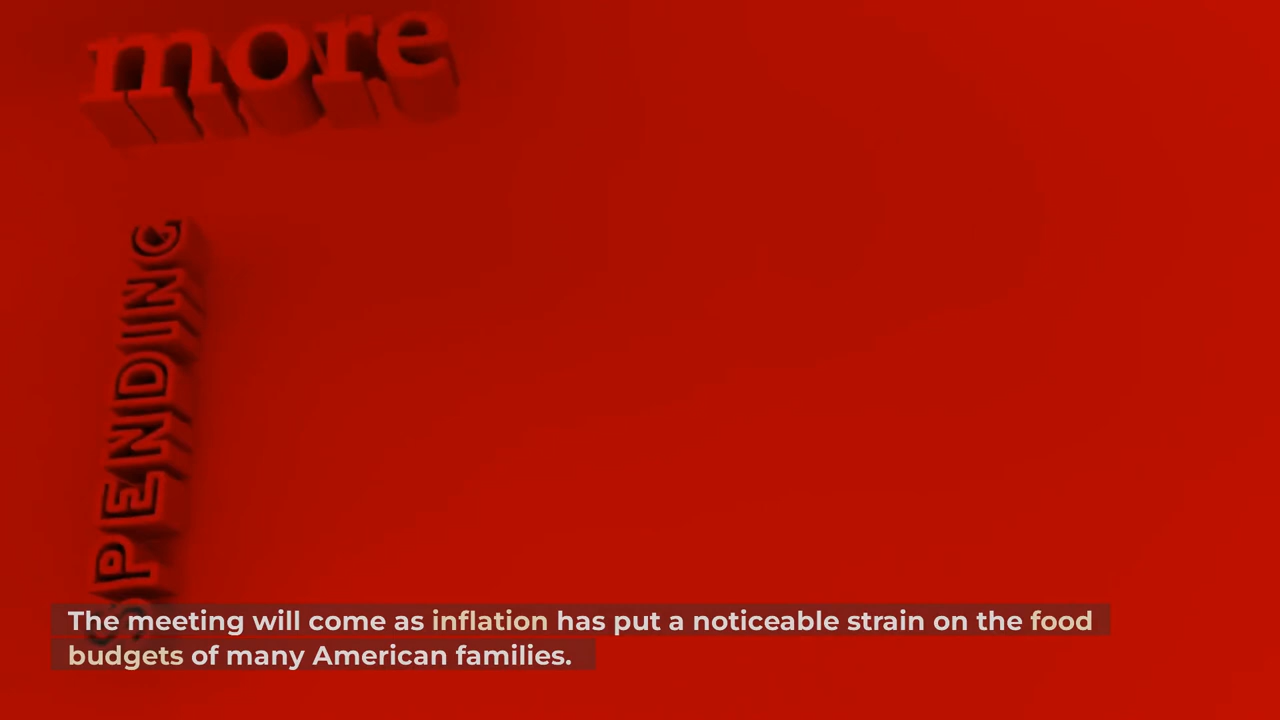 more
SPENDING
The meeting will come as inflation has put a noticeable strain on the food
budgets of many American families.